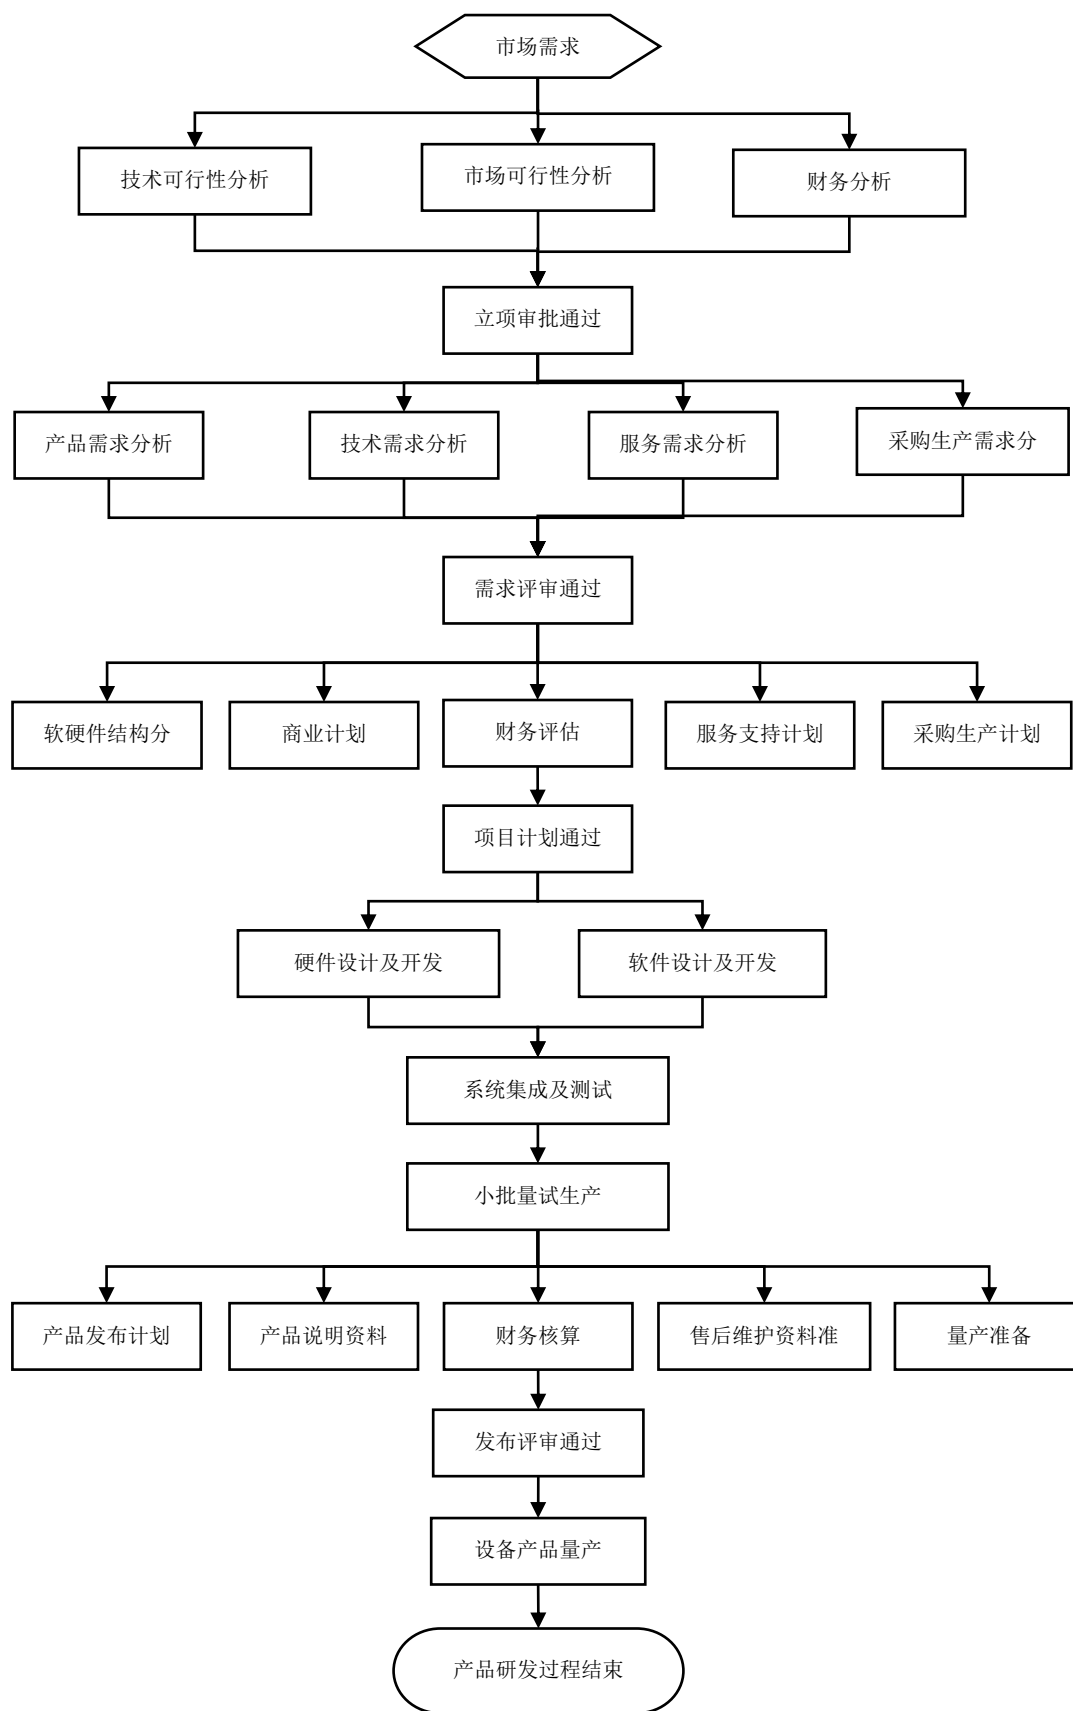 市场需求
技术可行性分析
市场可行性分析
财务分析
立项审批通过
产品需求分析
技术需求分析
服务需求分析
采购生产需求分
需求评审通过
软硬件结构分
商业计划
财务评估
服务支持计划
采购生产计划
项目计划通过
硬件设计及开发
软件设计及开发
系统集成及测试
小批量试生产
产品发布计划
产品说明资料
财务核算
售后维护资料准
量产准备
发布评审通过
设备产品量产
产品研发过程结束